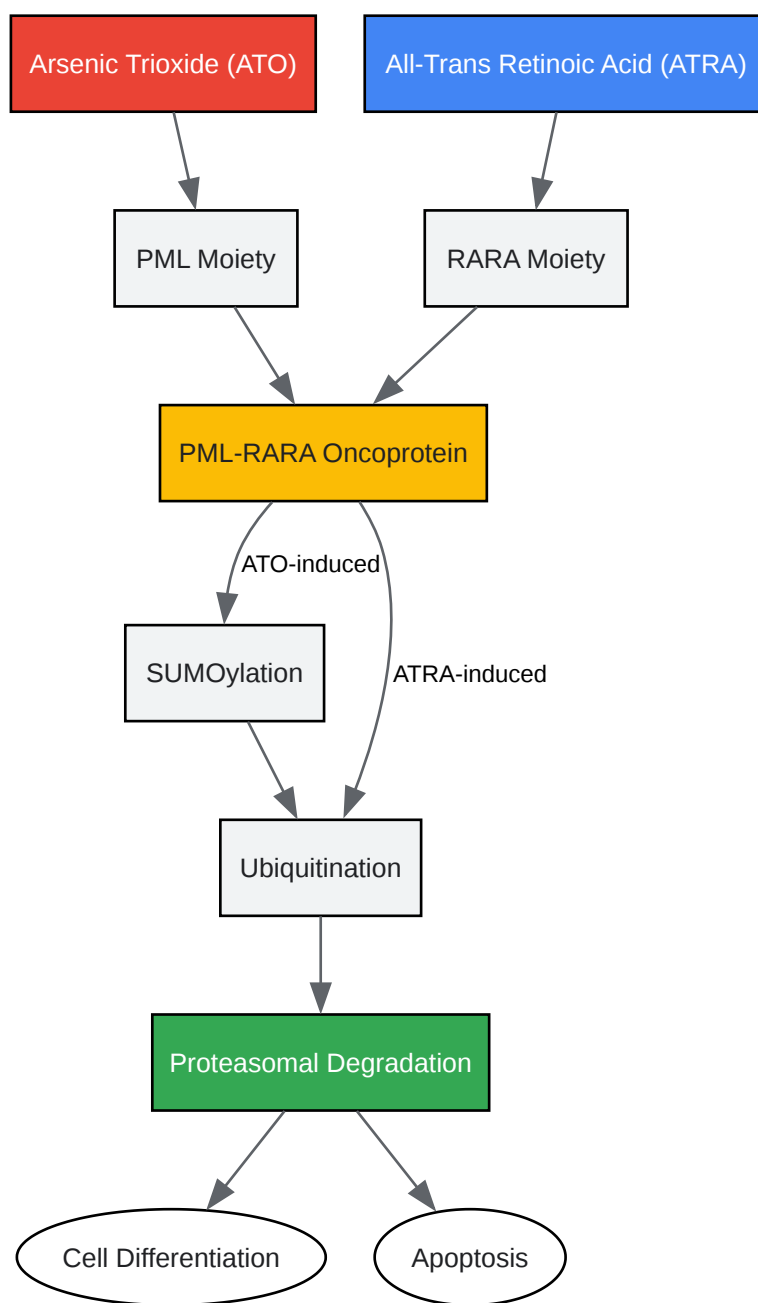 Arsenic Trioxide (ATO)
All-Trans Retinoic Acid (ATRA)
PML Moiety
RARA Moiety
PML-RARA Oncoprotein
ATO-induced
SUMOylation
ATRA-induced
Ubiquitination
Proteasomal Degradation
Cell Differentiation
Apoptosis